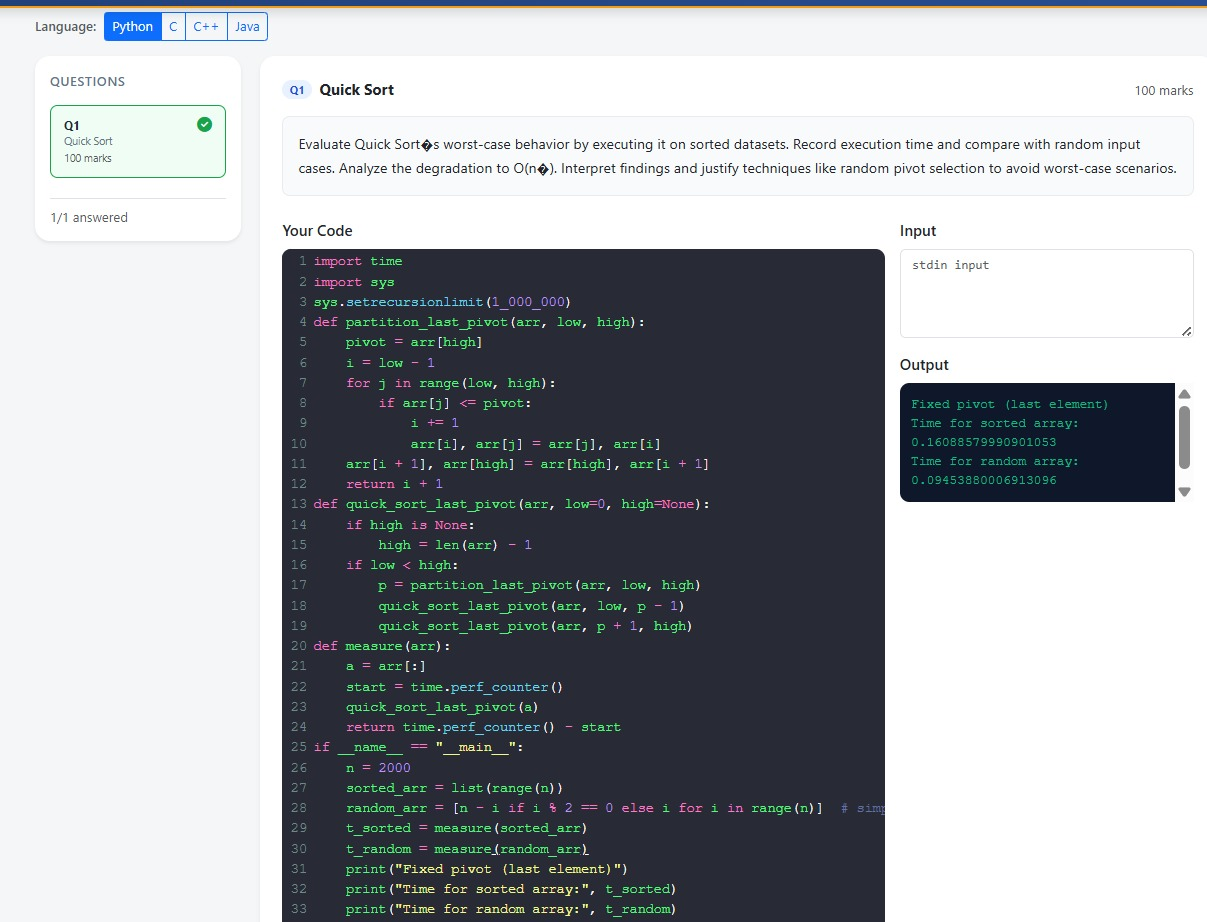 Language: Python C C++ Java
QUESTIONS
Q1
Quick Sort
100 marks
1/1 answered
Q1 Quick Sort
100 marks
Evaluate Quick Sort�s worst-case behavior by executing it on sorted datasets. Record execution time and compare with random input
cases. Analyze the degradation to O(n�). Interpret findings and justify techniques like random pivot selection to avoid worst-case scenarios.
Your Code
1 import time
2 import sys
3 sys.setrecursionlimit(1_000_000)
4 def partition_last_pivot(arr, low, high):
5     pivot = arr[high]
6     i = low - 1
7     for j in range(low, high):
8         if arr[j] <= pivot:
9             i += 1
10             arr[i], arr[j] = arr[j], arr[i]
11     arr[i + 1], arr[high] = arr[high], arr[i + 1]
12     return i + 1
13 def quick_sort_last_pivot(arr, low=0, high=None):
14     if high is None:
15         high = len(arr) - 1
16     if low < high:
17         p = partition_last_pivot(arr, low, high)
18         quick_sort_last_pivot(arr, low, p - 1)
19         quick_sort_last_pivot(arr, p + 1, high)
20 def measure(arr):
21     a = arr[:]
22     start = time.perf_counter()
23     quick_sort_last_pivot(a)
24     return time.perf_counter() - start
25 if __name__ == "__main__":
26     n = 2000
27     sorted_arr = list(range(n))
28     random_arr = [n - i if i % 2 == 0 else i for i in range(n)]  # simp
29     t_sorted = measure(sorted_arr)
30     t_random = measure(random_arr)
31     print("Fixed pivot (last element)")
32     print("Time for sorted array:", t_sorted)
33     print("Time for random array:", t_random)
Input
stdin input
Output
Fixed pivot (last element)
Time for sorted array:
0.16088579990901053
Time for random array:
0.09453880006913096